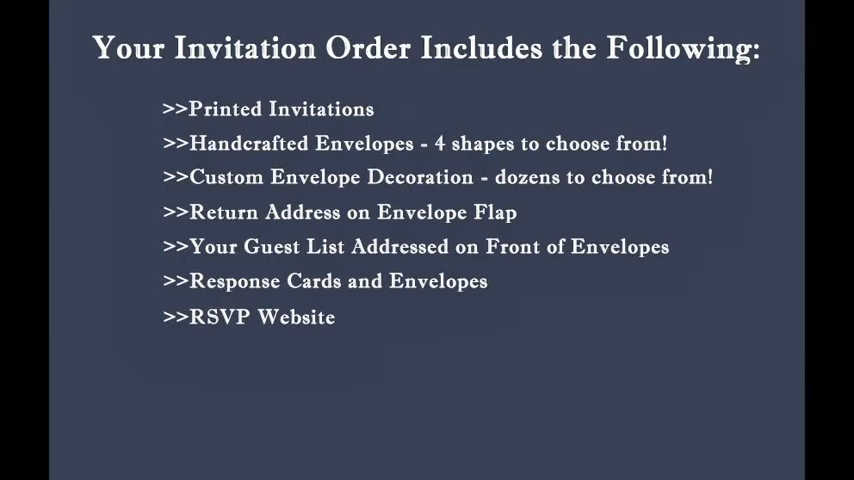 Your Invitation Order Includes the Following:
>>Printed Invitations
>>Handcrafted Envelopes - 4 shapes to choose from!
>>Custom Envelope Decoration - dozens to choose from!
>>Return Address on Envelope Flap
>>Your Guest List Addressed on Front of Envelopes
>>Response Cards and Envelopes
>>RSVP Website